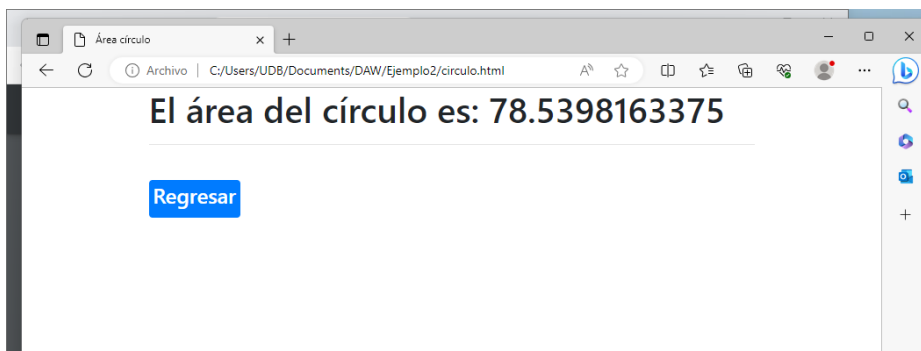 Área círculo
Archivo | C:/Users/UDB/Documents/DAW/Ejemplo2/circulo.html
El área del círculo es: 78.5398163375
Regresar